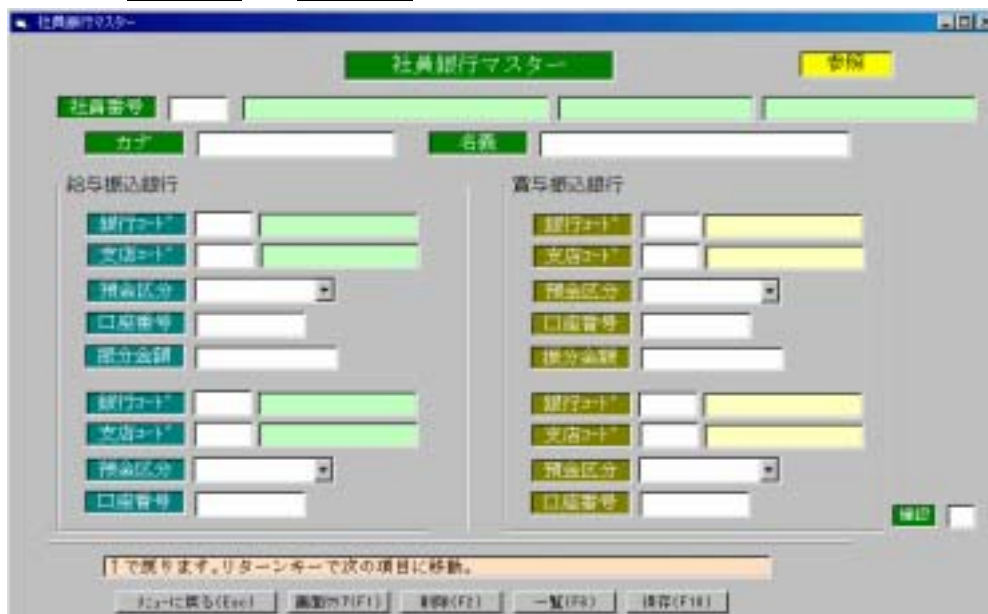 社員銀行マスター
社員銀行マスター
参照
社員番号
カナ
名義
給与振込銀行
賞与振込銀行
銀行ｺｰﾄﾞ
銀行ｺｰﾄﾞ
支店ｺｰﾄﾞ
支店ｺｰﾄﾞ
預金区分
預金区分
口座番号
口座番号
振分金額
振分金額
銀行ｺｰﾄﾞ
銀行ｺｰﾄﾞ
支店ｺｰﾄﾞ
支店ｺｰﾄﾞ
預金区分
預金区分
口座番号
口座番号
確認
↑で戻ります。リターンキーで次の項目に移動。
ﾒﾆｭｰに戻る(Esc) 画面ｸﾘｱ(F1) 削除(F2) 一覧 保存(F10)